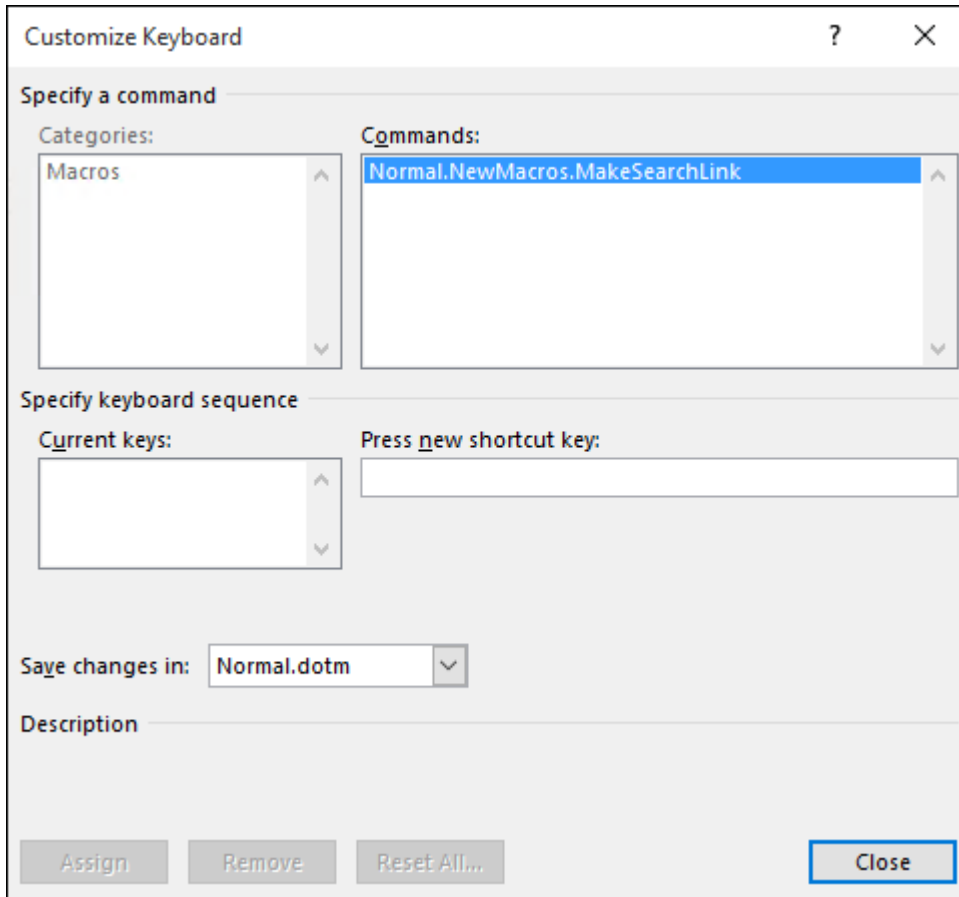 Customize Keyboard ?
Specify a command
Categories: Commands:
Macros Normal.NewMacros.MakeSearchLink
Specify keyboard sequence
Current keys: Press new shortcut key:
Save changes in: Normal.dotm
Description
Assign Remove Reset All... Close